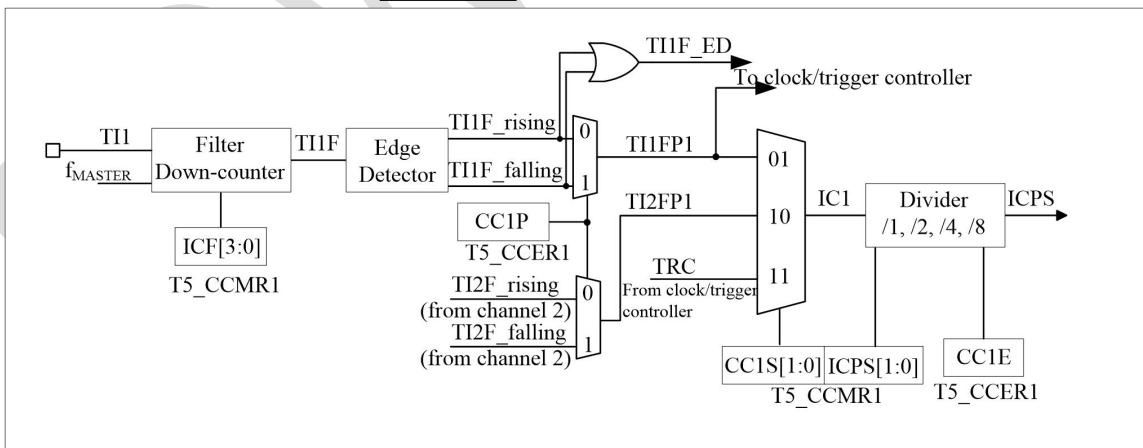 TI1F_ED
To clock/trigger controller
TI1
f_MASTER
Filter
Down-counter
TI1F
Edge
Detector
TI1F_rising
TI1F_falling
0
1
TI1FP1
TI2FP1
01
10
11
IC1
Divider
/1, /2, /4, /8
ICPS
ICF[3:0]
T5_CCMR1
CC1P
T5_CCER1
TI2F_rising
(from channel 2)
TI2F_falling
(from channel 2)
0
1
TRC
From clock/trigger
controller
CC1S[1:0]
ICPS[1:0]
T5_CCMR1
CC1E
T5_CCER1